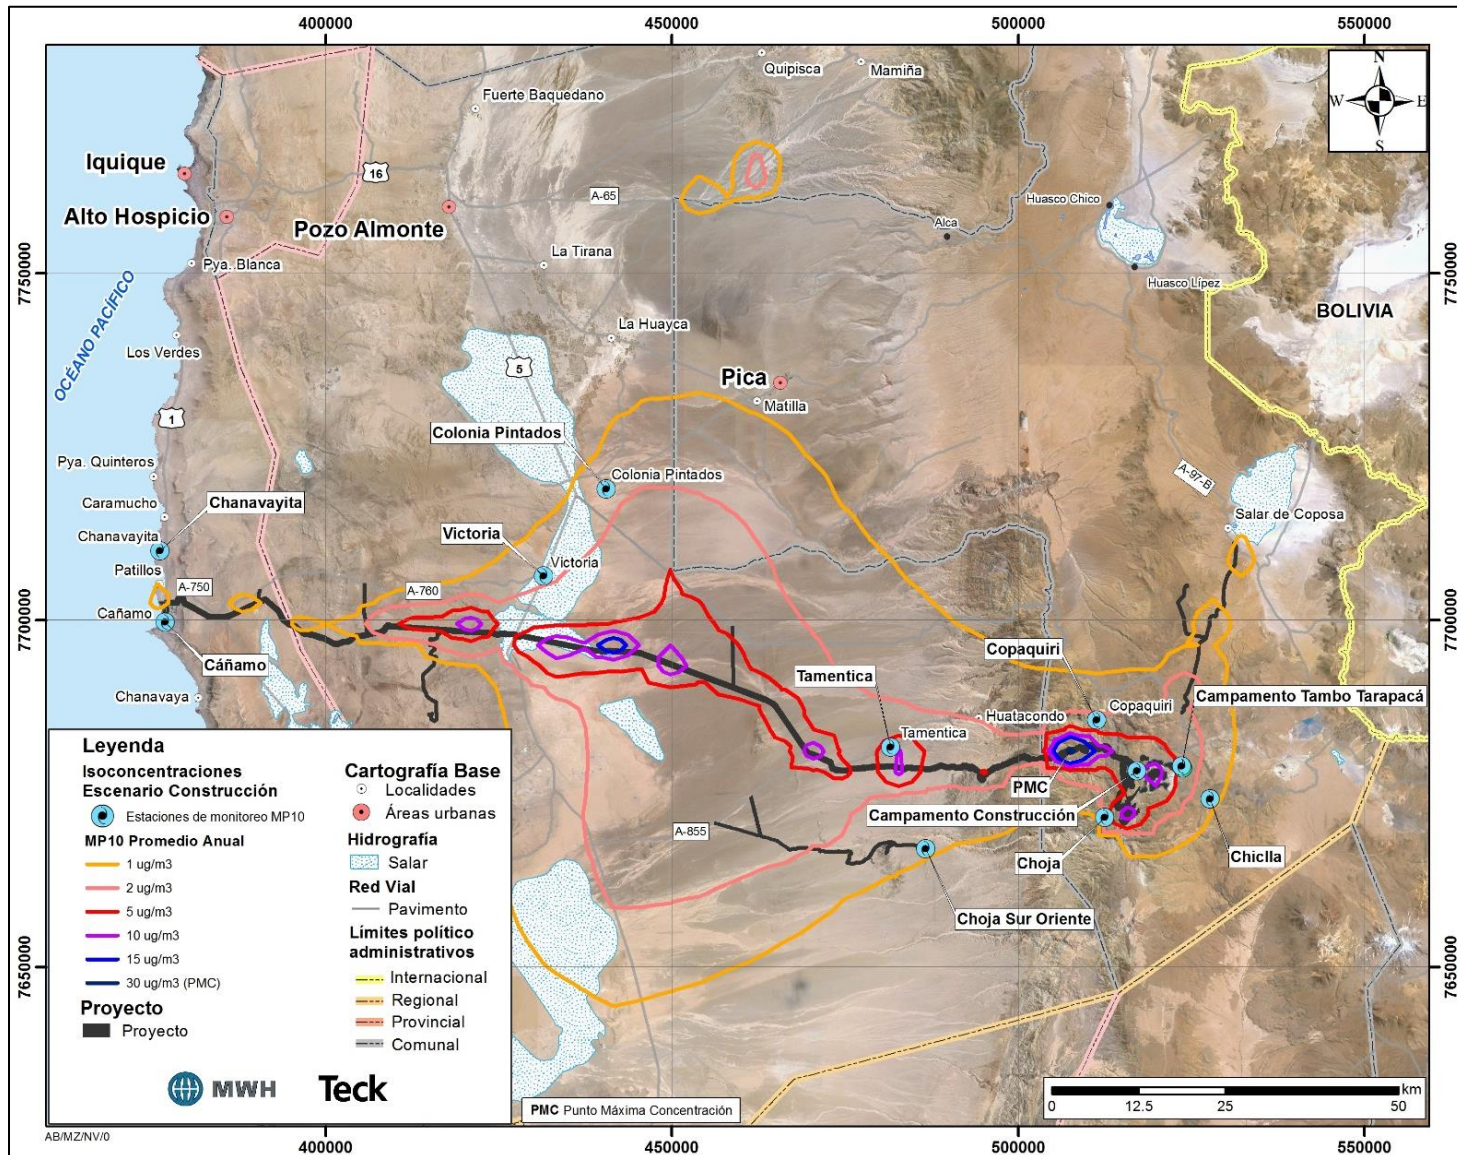 400000
450000
500000
550000
N
W
E
S
Quipisca
Mamiña
Fuerte Baquedano
Iquique
16
A-65
Huasco Chico
Alto Hospicio
Pozo Almonte
Alca
La Tirana
Pya. Blanca
7750000
7750000
Huasco Lípez
OCÉANO PACÍFICO
BOLIVIA
La Huayca
Los Verdes
5
Pica
Matilla
1
Colonia Pintados
Pya. Quinteros
Colonia Pintados
A-97-B
Caramucho
Chanavayita
Salar de Coposa
Chanavayita
Victoria
Patillos
Victoria
A-750
A-760
Cañamo
7700000
7700000
Copaquiri
Cáñamo
Tamentica
Campamento Tambo Tarapacá
Chanavaya
Huatacondo
Copaquiri
Tamentica
PMC
Campamento Construcción
A-855
Choja
Chiclla
Choja Sur Oriente
7650000
7650000
Leyenda
Isoconcentraciones
Escenario Construcción
Estaciones de monitoreo MP10
MP10 Promedio Anual
1 ug/m3
2 ug/m3
5 ug/m3
10 ug/m3
15 ug/m3
30 ug/m3 (PMC)
Proyecto
Proyecto
Cartografía Base
Localidades
Áreas urbanas
Hidrografía
Salar
Red Vial
Pavimento
Límites político
administrativos
Internacional
Regional
Provincial
Comunal
MWH
Teck
PMC Punto Máxima Concentración
km
0
12.5
25
50
AB/MZ/NV/0
400000
450000
500000
550000